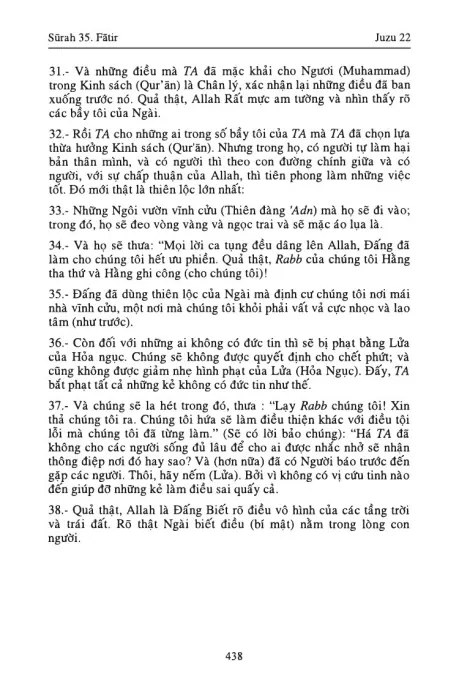 Sūrah 35. Fātir
Juzu 22
31.- Và những điều mà TA đã mặc khải cho Ngươi (Muhammad)
trong Kinh sách (Qur'ān) là Chân lý, xác nhận lại những điều đã ban
xuống trước nó. Quả thật, Allah Rất mực am tường và nhìn thấy rõ
các bầy tôi của Ngài.
32.- Rồi TA cho những ai trong số bầy tôi của TA mà TA đã chọn lựa
thừa hưởng Kinh sách (Qur'ān). Nhưng trong họ, có người tự làm hại
bản thân mình, và có người thì theo con đường chính giữa và có
người, với sự chấp thuận của Allah, thì tiên phong làm những việc
tốt. Đó mới thật là thiên lộc lớn nhất:
33.- Những Ngôi vườn vĩnh cửu (Thiên đàng 'Adn) mà họ sẽ đi vào;
trong đó, họ sẽ đeo vòng vàng và ngọc trai và sẽ mặc áo lụa là.
34.- Và họ sẽ thưa: “Mọi lời ca tụng đều dâng lên Allah, Đấng đã
làm cho chúng tôi hết ưu phiền. Quả thật, Rabb của chúng tôi Hằng
tha thứ và Hằng ghi công (cho chúng tôi)!
35.- Đấng đã dùng thiên lộc của Ngài mà định cư chúng tôi nơi mái
nhà vĩnh cửu, một nơi mà chúng tôi khỏi phải vất vả cực nhọc và lao
tâm (như trước).
36.- Còn đối với những ai không có đức tin thì sẽ bị phạt bằng Lửa
của Hỏa ngục. Chúng sẽ không được quyết định cho chết phứt; và
cũng không được giảm nhẹ hình phạt của Lửa (Hỏa Ngục). Đấy, TA
bắt phạt tất cả những kẻ không có đức tin như thế.
37.- Và chúng sẽ la hét trong đó, thưa : “Lạy Rabb chúng tôi! Xin
thả chúng tôi ra. Chúng tôi hứa sẽ làm điều thiện khác với điều tội
lỗi mà chúng tôi đã từng làm.” (Sẽ có lời bảo chúng): “Há TA đã
không cho các người sống đủ lâu để cho ai được nhắc nhở sẽ nhận
thông điệp nơi đó hay sao? Và (hơn nữa) đã có Người báo trước đến
gặp các người. Thôi, hãy nếm (Lửa). Bởi vì không có vị cứu tinh nào
đến giúp đỡ những kẻ làm điều sai quấy cả.
38.- Quả thật, Allah là Đấng Biết rõ điều vô hình của các tầng trời
và trái đất. Rõ thật Ngài biết điều (bí mật) nằm trong lòng con
người.
438